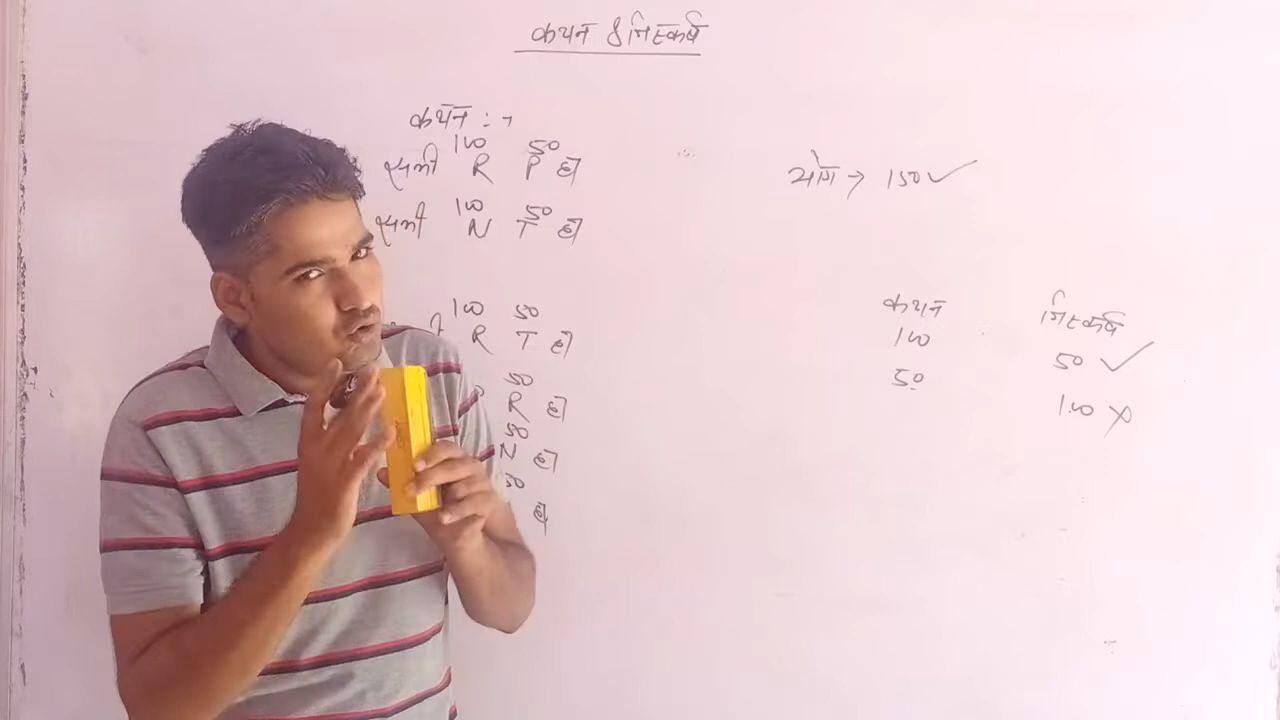 कथन & निष्कर्ष
कथन :-
100 50
सभी R P है
100 50
सभी N T है
100 50
R T है
50
R है
50
N है
50
है
योग → 150 ✓
कथन निष्कर्ष
100 50 ✓
50 100 ✗